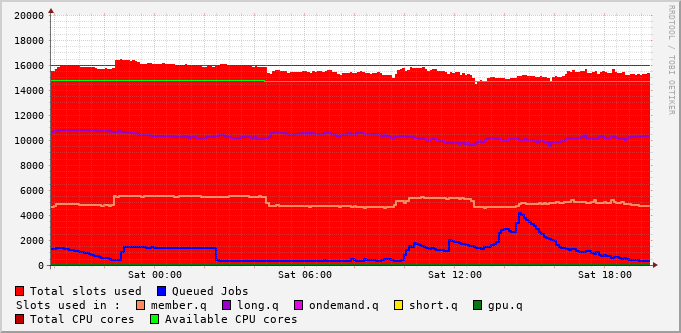 20000
18000
16000
14000
12000
10000
8000
6000
4000
2000
0
Sat 00:00 Sat 06:00 Sat 12:00 Sat 18:00
RRDTOOL / TOBI OETIKER
Total slots used Queued Jobs
Slots used in : member.q long.q ondemand.q short.q gpu.q
Total CPU cores Available CPU cores